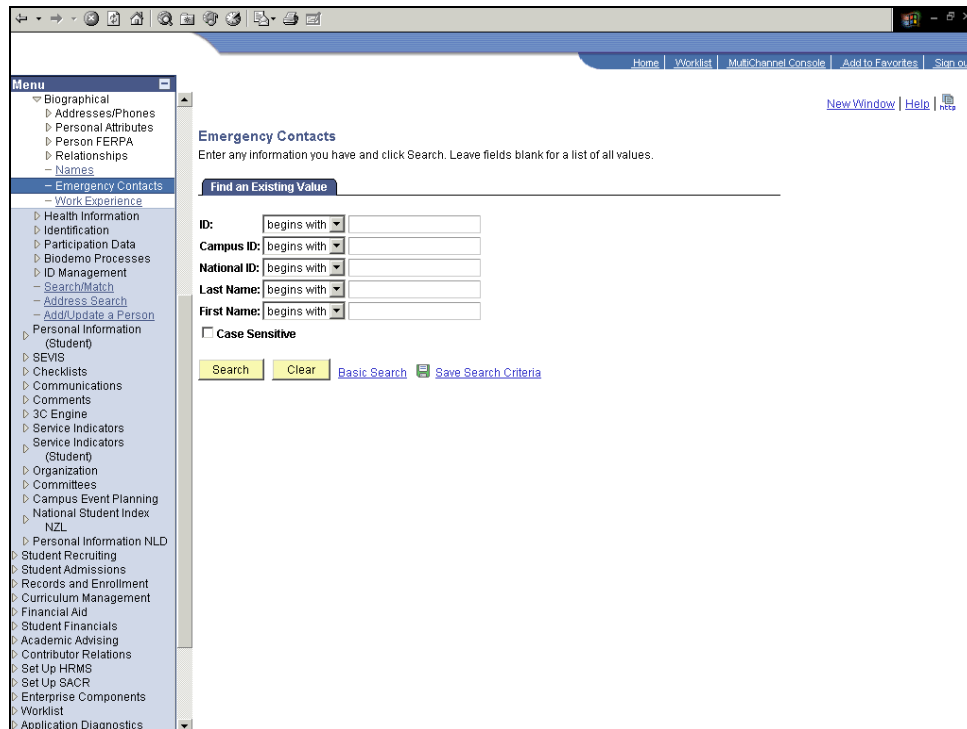 Home | Worklist | MultiChannel Console | Add to Favorites | Sign ou
Menu
Biographical
Addresses/Phones
Personal Attributes
Person FERPA
Relationships
– Names
– Emergency Contacts
– Work Experience
Health Information
Identification
Participation Data
Biodemo Processes
ID Management
– Search/Match
– Address Search
– Add/Update a Person
Personal Information
(Student)
SEVIS
Checklists
Communications
Comments
3C Engine
Service Indicators
Service Indicators
(Student)
Organization
Committees
Campus Event Planning
National Student Index
NZL
Personal Information NLD
Student Recruiting
Student Admissions
Records and Enrollment
Curriculum Management
Financial Aid
Student Financials
Academic Advising
Contributor Relations
Set Up HRMS
Set Up SACR
Enterprise Components
Worklist
Application Diagnostics
New Window | Help | http
Emergency Contacts
Enter any information you have and click Search. Leave fields blank for a list of all values.
Find an Existing Value
ID: begins with
Campus ID: begins with
National ID: begins with
Last Name: begins with
First Name: begins with
Case Sensitive
Search Clear Basic Search Save Search Criteria